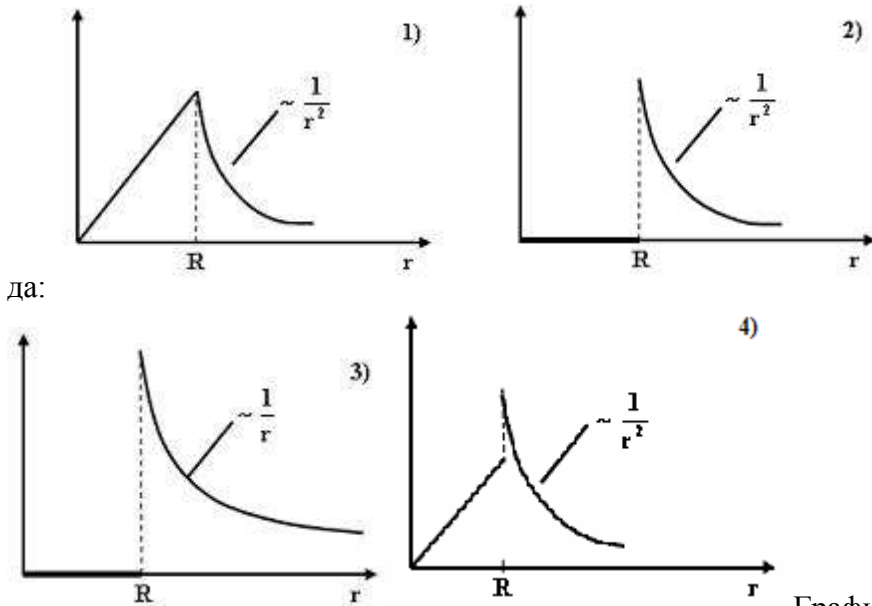 1)
~ 1/r²
R r
2)
~ 1/r²
R r
да:
3)
~ 1/r
R r
4)
~ 1/r²
R r